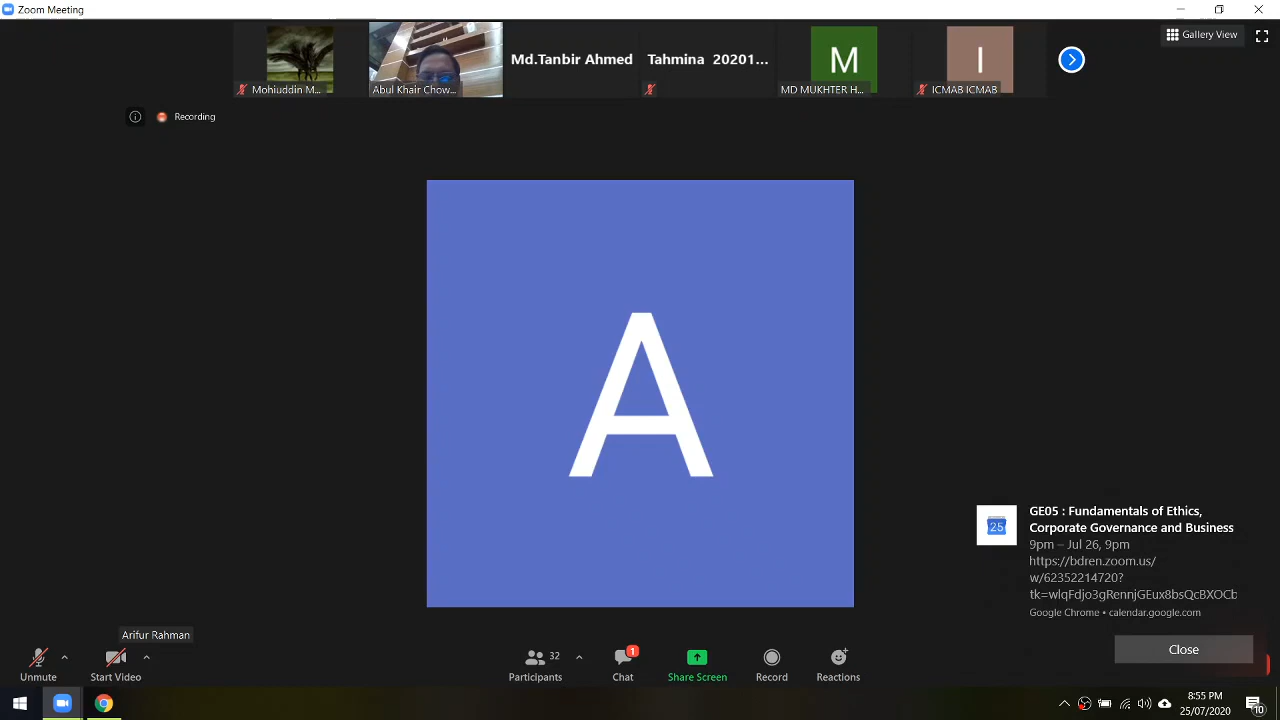 Zoom Meeting
Mohiuddin M...
Abul Khair Chow...
Md.Tanbir Ahmed
Tahmina 20201...
M
MD MUKHTER H...
I
ICMAB ICMAB
Gallery View
Recording
A
GE05 : Fundamentals of Ethics,
Corporate Governance and Business
9pm – Jul 26, 9pm
https://bdren.zoom.us/
w/62352214720?
tk=wlqFdjo3gRennjGEux8bsQcBXOCb
Google Chrome • calendar.google.com
Close
Arifur Rahman
Unmute
Start Video
32
Participants
1
Chat
Share Screen
Record
Reactions
8:55 PM
25/07/2020
25
10